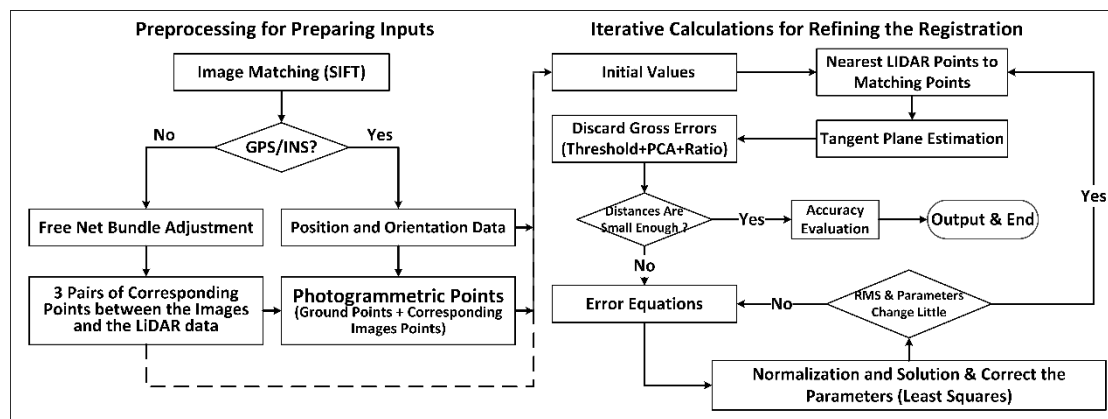 Preprocessing for Preparing Inputs
Image Matching (SIFT)
No
Yes
GPS/INS?
Free Net Bundle Adjustment
Position and Orientation Data
3 Pairs of Corresponding
Points between the Images
and the LiDAR data
Photogrammetric Points
(Ground Points + Corresponding
Images Points)
Iterative Calculations for Refining the Registration
Initial Values
Nearest LIDAR Points to
Matching Points
Discard Gross Errors
(Threshold+PCA+Ratio)
Tangent Plane Estimation
Yes
Distances Are
Small Enough ?
Yes
Accuracy
Evaluation
Output & End
No
Error Equations
No
RMS & Parameters
Change Little
Normalization and Solution & Correct the
Parameters (Least Squares)